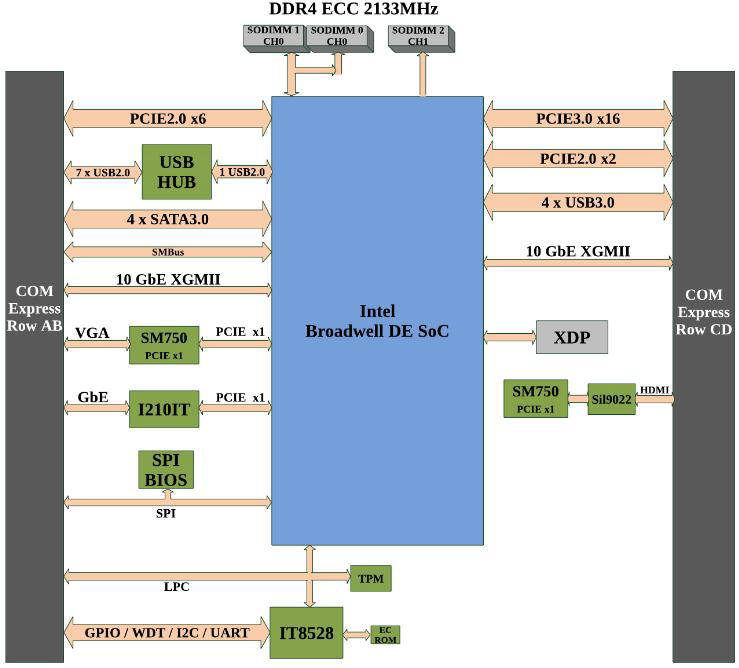 DDR4 ECC 2133MHz
SODIMM 1
CH0
SODIMM 0
CH0
SODIMM 2
CH1
PCIE2.0 x6
PCIE3.0 x16
USB
HUB
7 x USB2.0
1 USB2.0
PCIE2.0 x2
4 x SATA3.0
4 x USB3.0
SMBus
10 GbE XGMII
10 GbE XGMII
COM
Express
Row AB
Intel
Broadwell DE SoC
COM
Express
Row CD
VGA
SM750
PCIE x1
PCIE x1
XDP
GbE
I210IT
PCIE x1
SM750
PCIE x1
Sil9022
HDMI
SPI
BIOS
SPI
LPC
TPM
GPIO / WDT / I2C / UART
IT8528
EC
ROM